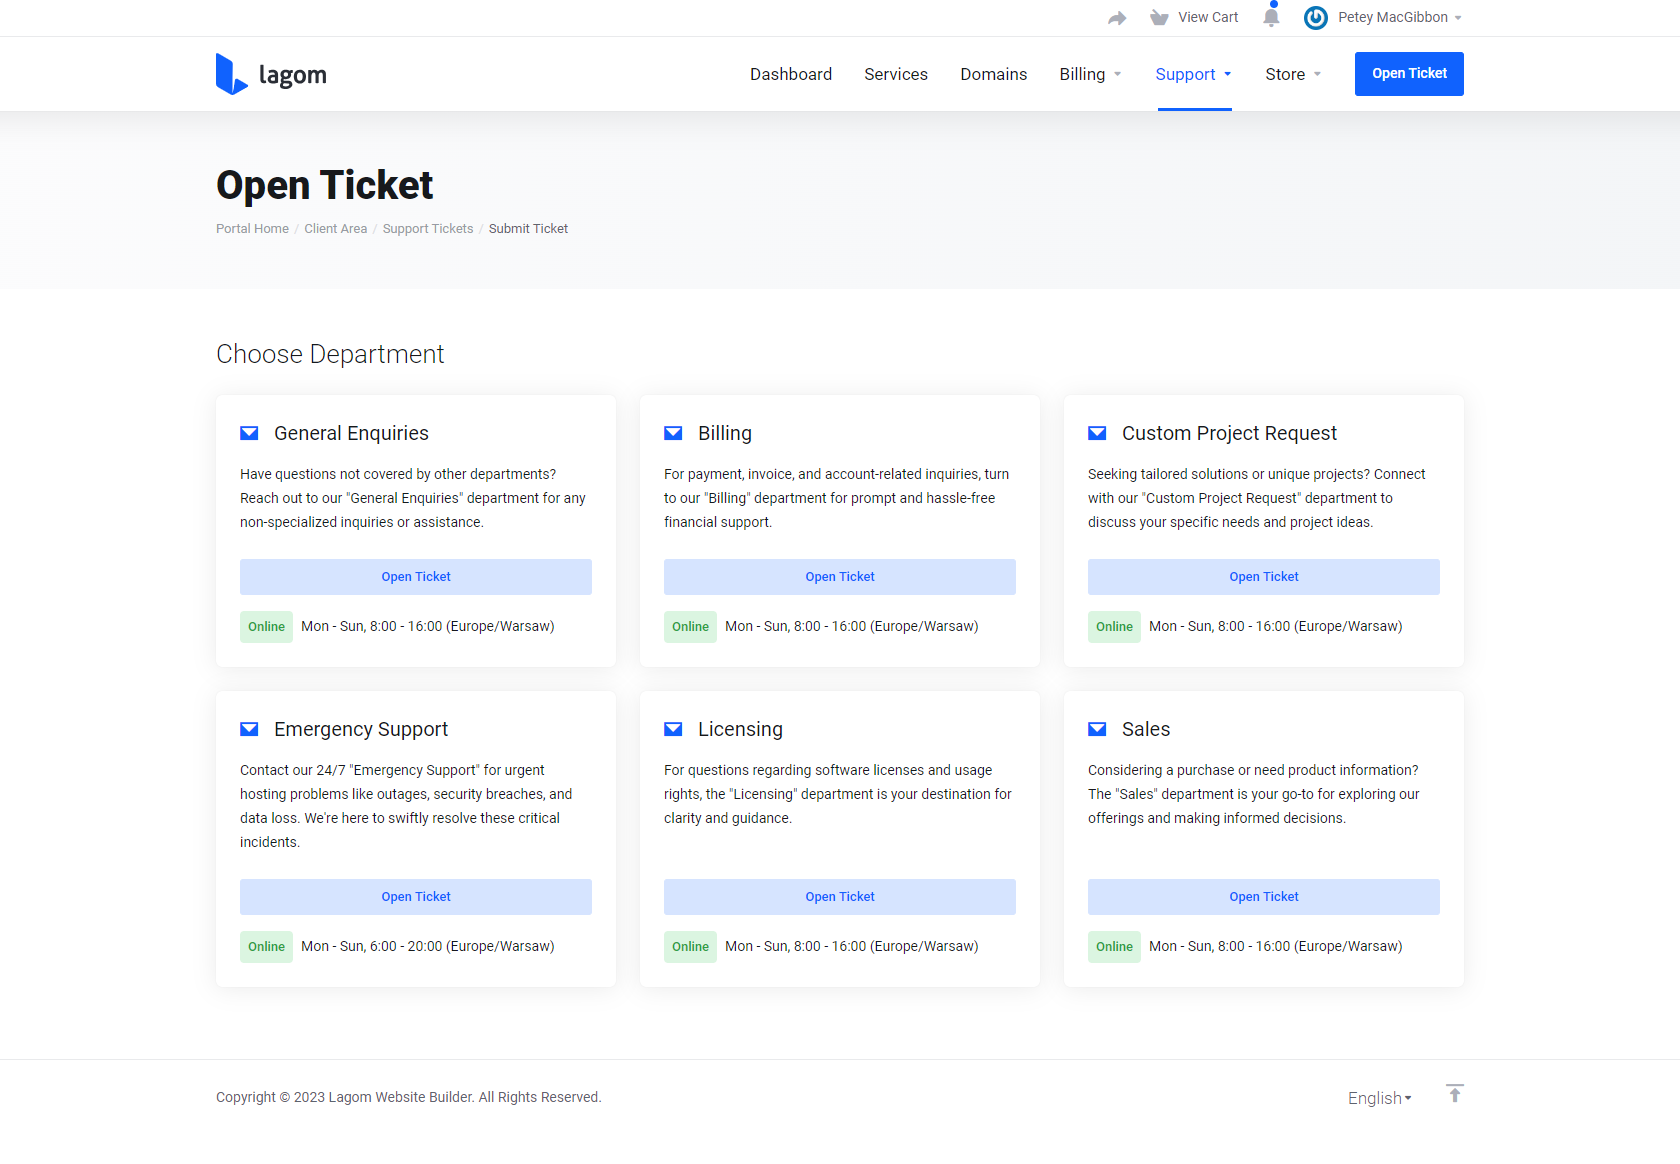 View Cart
Petey MacGibbon
lagom
Dashboard
Services
Domains
Billing
Support
Store
Open Ticket
Open Ticket
Portal Home / Client Area / Support Tickets / Submit Ticket
Choose Department
General Enquiries
Have questions not covered by other departments?
Reach out to our "General Enquiries" department for any
non-specialized inquiries or assistance.
Open Ticket
Online Mon - Sun, 8:00 - 16:00 (Europe/Warsaw)
Billing
For payment, invoice, and account-related inquiries, turn
to our "Billing" department for prompt and hassle-free
financial support.
Open Ticket
Online Mon - Sun, 8:00 - 16:00 (Europe/Warsaw)
Custom Project Request
Seeking tailored solutions or unique projects? Connect
with our "Custom Project Request" department to
discuss your specific needs and project ideas.
Open Ticket
Online Mon - Sun, 8:00 - 16:00 (Europe/Warsaw)
Emergency Support
Contact our 24/7 "Emergency Support" for urgent
hosting problems like outages, security breaches, and
data loss. We're here to swiftly resolve these critical
incidents.
Open Ticket
Online Mon - Sun, 6:00 - 20:00 (Europe/Warsaw)
Licensing
For questions regarding software licenses and usage
rights, the "Licensing" department is your destination for
clarity and guidance.
Open Ticket
Online Mon - Sun, 8:00 - 16:00 (Europe/Warsaw)
Sales
Considering a purchase or need product information?
The "Sales" department is your go-to for exploring our
offerings and making informed decisions.
Open Ticket
Online Mon - Sun, 8:00 - 16:00 (Europe/Warsaw)
Copyright © 2023 Lagom Website Builder. All Rights Reserved.
English